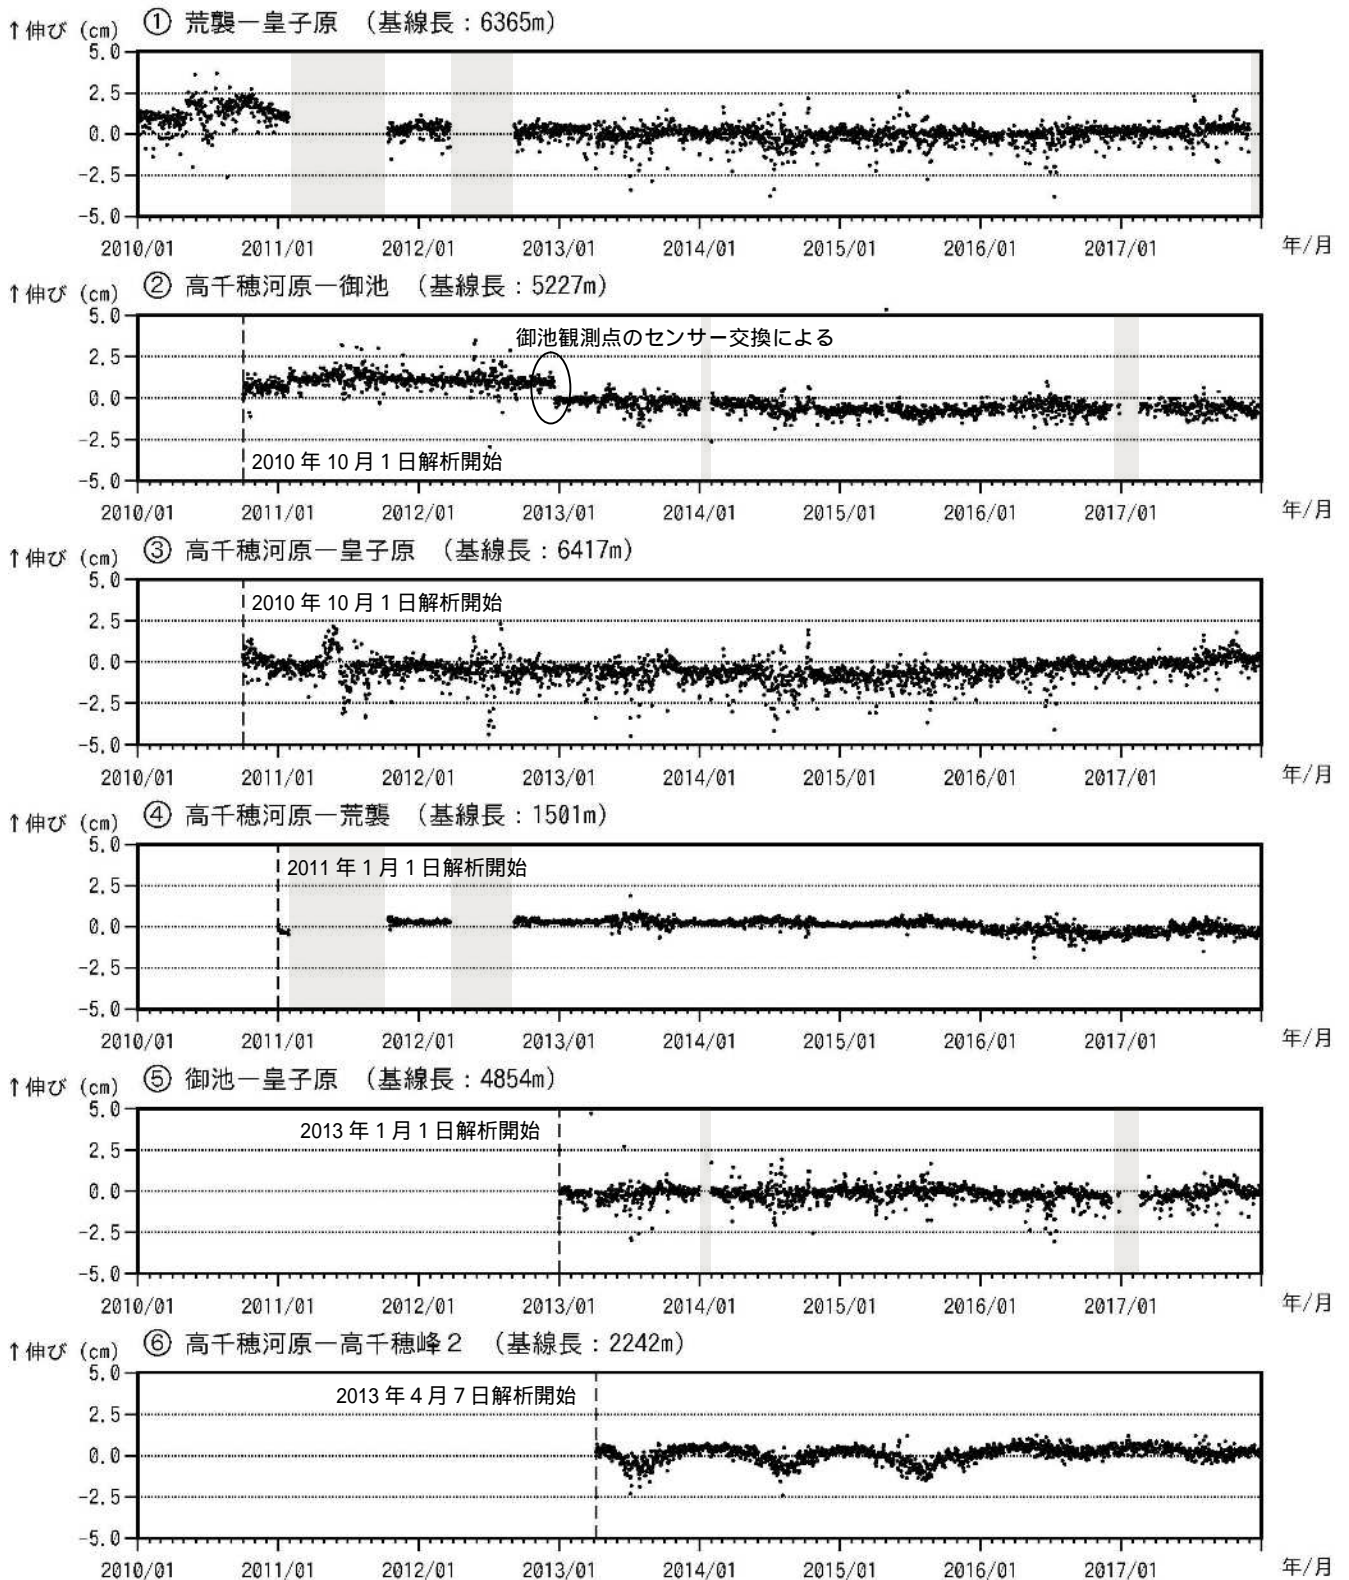 ① 荒襲－皇子原 （基線長：6365m）
↑伸び (cm)
5.0
2.5
0.0
-2.5
-5.0
2010/01 2011/01 2012/01 2013/01 2014/01 2015/01 2016/01 2017/01 年/月
② 高千穂河原－御池 （基線長：5227m）
↑伸び (cm)
5.0
御池観測点のセンサー交換による
2.5
0.0
-2.5
2010 年 10 月 1 日解析開始
-5.0
2010/01 2011/01 2012/01 2013/01 2014/01 2015/01 2016/01 2017/01 年/月
③ 高千穂河原－皇子原 （基線長：6417m）
↑伸び (cm)
5.0
2010 年 10 月 1 日解析開始
2.5
0.0
-2.5
-5.0
2010/01 2011/01 2012/01 2013/01 2014/01 2015/01 2016/01 2017/01 年/月
④ 高千穂河原－荒襲 （基線長：1501m）
↑伸び (cm)
5.0
2011 年 1 月 1 日解析開始
2.5
0.0
-2.5
-5.0
2010/01 2011/01 2012/01 2013/01 2014/01 2015/01 2016/01 2017/01 年/月
⑤ 御池－皇子原 （基線長：4854m）
↑伸び (cm)
5.0
2013 年 1 月 1 日解析開始
2.5
0.0
-2.5
-5.0
2010/01 2011/01 2012/01 2013/01 2014/01 2015/01 2016/01 2017/01 年/月
⑥ 高千穂河原－高千穂峰２ （基線長：2242m）
↑伸び (cm)
5.0
2013 年 4 月 7 日解析開始
2.5
0.0
-2.5
-5.0
2010/01 2011/01 2012/01 2013/01 2014/01 2015/01 2016/01 2017/01 年/月